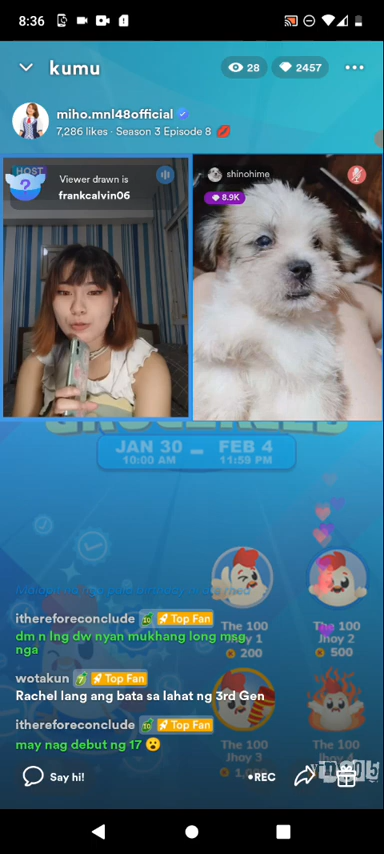 8:36
kumu
28
2457
miho.mnl48official
7,286 likes · Season 3 Episode 8 💋
HOST
Viewer drawn is
frankcalvin06
shinohime
8.9K
JAN 30 - FEB 4
10:00 AM
11:59 PM
ithereforeconclude 10 Top Fan
dm n lng dw nyan mukhang long msg
nga
wotakun 7 Top Fan
Rachel lang ang bata sa lahat ng 3rd Gen
ithereforeconclude 10 Top Fan
may nag debut ng 17 😮
The 100
Jhoy 1
200
The 100
Jhoy 2
500
The 100
Jhoy 3
The 100
Say hi!
•REC